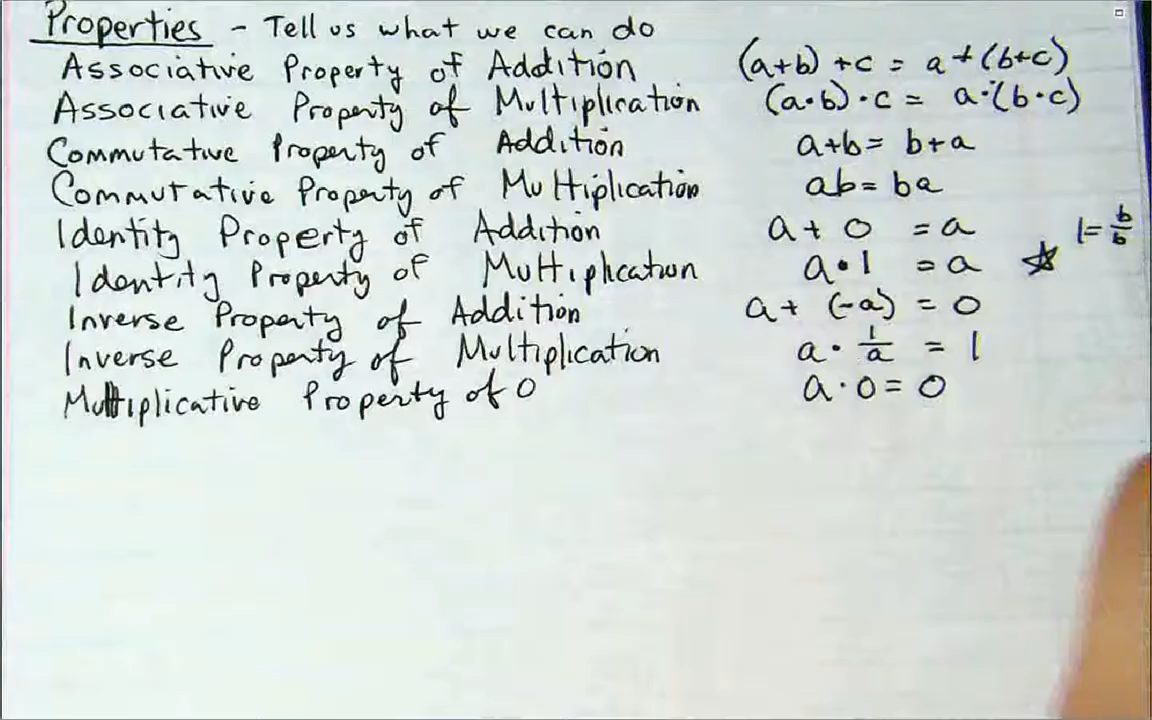 Properties - Tell us what we can do
Associative Property of Addition (a+b)+c = a+(b+c)
Associative Property of Multiplication (a·b)·c = a·(b·c)
Commutative Property of Addition a+b = b+a
Commutative Property of Multiplication ab = ba
Identity Property of Addition a + 0 = a
Identity Property of Multiplication a·1 = a ☆ 1 = b/b
Inverse Property of Addition a + (-a) = 0
Inverse Property of Multiplication a · 1/a = 1
Multiplicative Property of 0 a·0 = 0